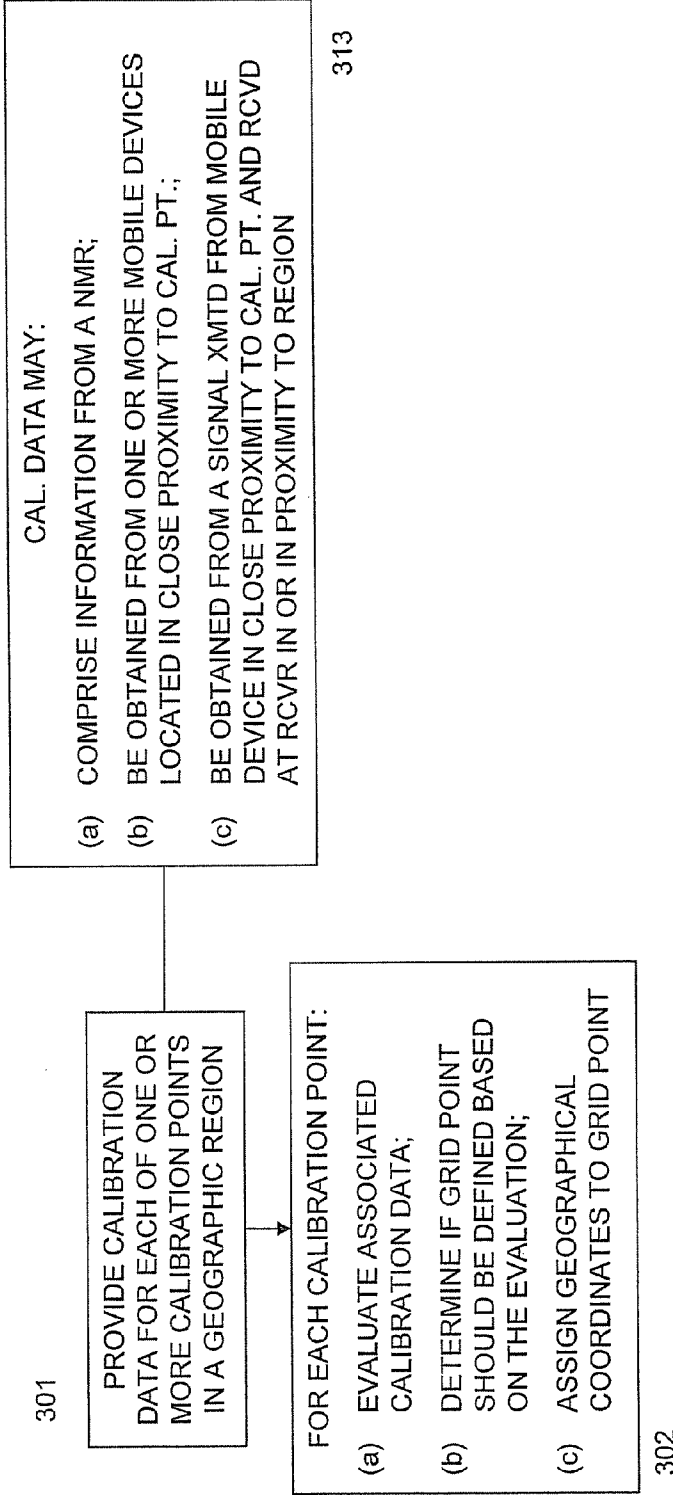 301
PROVIDE CALIBRATION
DATA FOR EACH OF ONE OR
MORE CALIBRATION POINTS
IN A GEOGRAPHIC REGION
CAL. DATA MAY:
(a) COMPRISE INFORMATION FROM A NMR;
(b) BE OBTAINED FROM ONE OR MORE MOBILE DEVICES
LOCATED IN CLOSE PROXIMITY TO CAL. PT.;
(c) BE OBTAINED FROM A SIGNAL XMTD FROM MOBILE
DEVICE IN CLOSE PROXIMITY TO CAL. PT. AND RCVD
AT RCVR IN OR IN PROXIMITY TO REGION
313
FOR EACH CALIBRATION POINT:
(a) EVALUATE ASSOCIATED
CALIBRATION DATA;
(b) DETERMINE IF GRID POINT
SHOULD BE DEFINED BASED
ON THE EVALUATION;
(c) ASSIGN GEOGRAPHICAL
COORDINATES TO GRID POINT
302